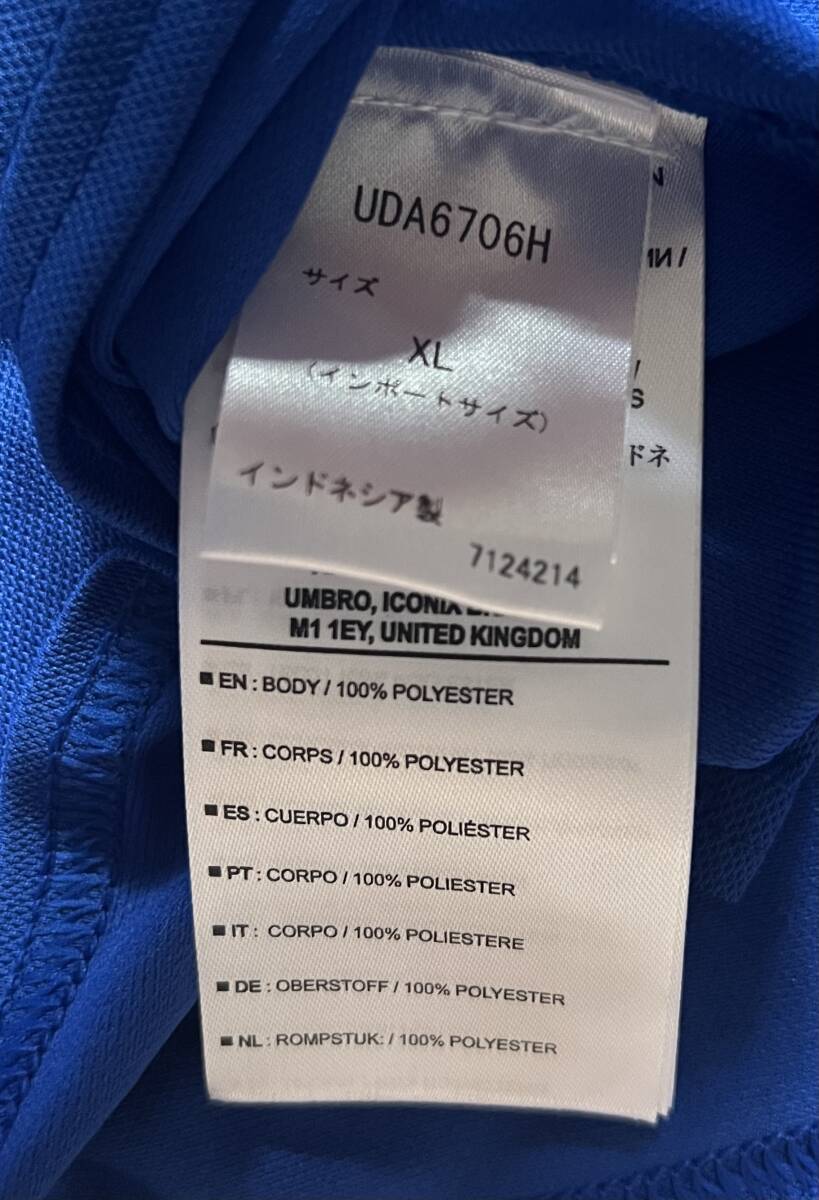 UDA6706H
サイズ
XL
(インポートサイズ)
インドネシア製
7124214
ドネ
UMBRO, ICONIX
M1 1EY, UNITED KINGDOM
■ EN : BODY / 100% POLYESTER
■ FR : CORPS / 100% POLYESTER
■ ES : CUERPO / 100% POLIÉSTER
■ PT : CORPO / 100% POLIESTER
■ IT : CORPO / 100% POLIESTERE
■ DE : OBERSTOFF / 100% POLYESTER
■ NL : ROMPSTUK: / 100% POLYESTER